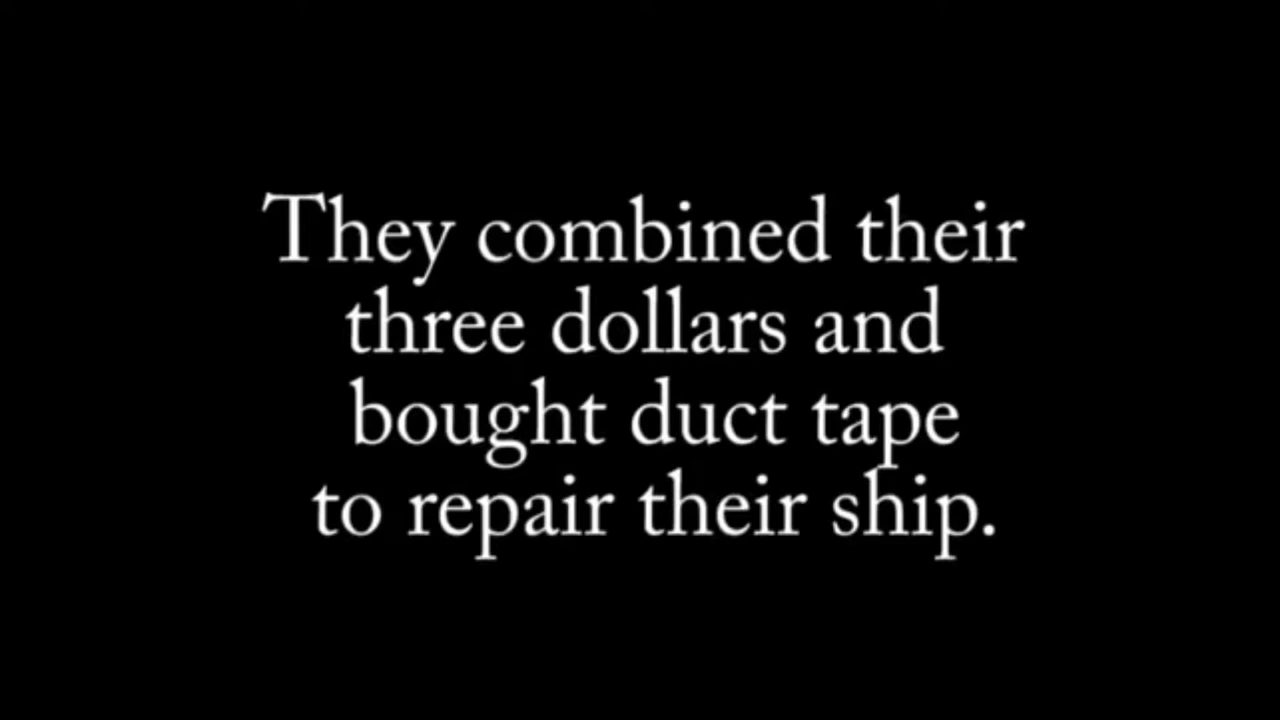 They combined their
three dollars and
bought duct tape
to repair their ship.